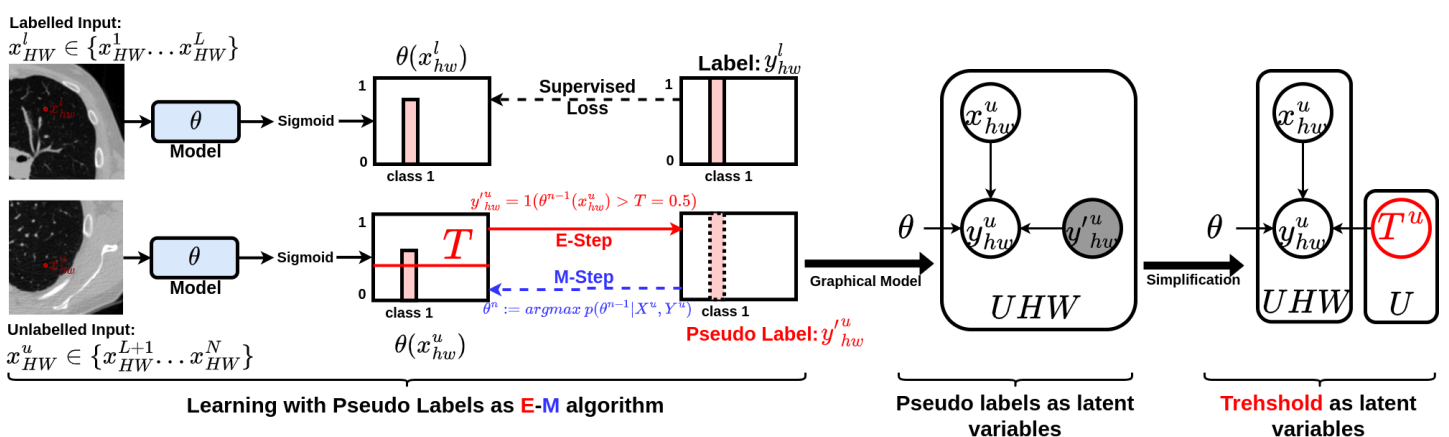 Labelled Input:
x^l_{HW} ∈ {x^1_{HW}...x^L_{HW}}
x^l_{hw}
θ
Model
Sigmoid
θ(x^l_{hw})
1
0
class 1
Supervised
Loss
Label: y^l_{hw}
1
0
class 1
x^u_{hw}
θ
Model
Sigmoid
1
0
T
class 1
θ(x^u_{hw})
y'^u_{hw} = 1(θ^{n-1}(x^u_{hw}) > T = 0.5)
E-Step
M-Step
θ^n := argmax p(θ^{n-1}|X^u, Y^u)
class 1
Pseudo Label: y'^u_{hw}
Unlabelled Input:
x^u_{HW} ∈ {x^{L+1}_{HW}...x^N_{HW}}
Learning with Pseudo Labels as E-M algorithm
Graphical Model
x^u_{hw}
θ
y^u_{hw}
y'^u_{hw}
UHW
Pseudo labels as latent
variables
Simplification
x^u_{hw}
θ
y^u_{hw}
T^u
UHW
U
Trehshold as latent
variables